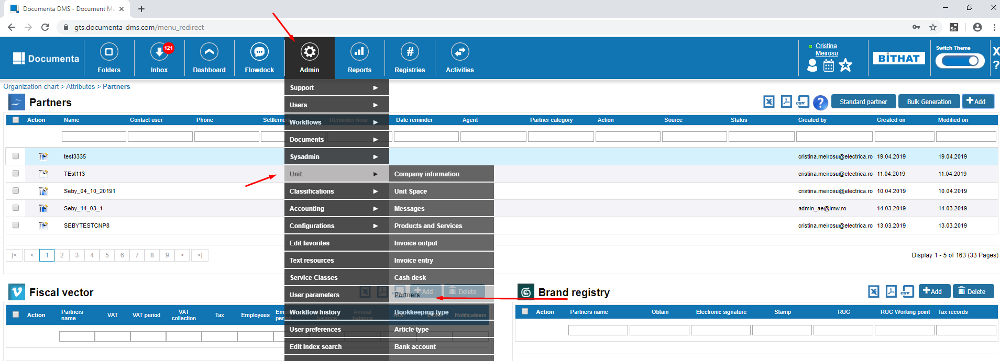 Documenta DMS - Document Ma
gts.documenta-dms.com/menu_redirect
Se
Documenta
Folders
121
Inbox
Dashboard
Flowdock
Admin
Reports
#
Registries
Activities
Cristina
Meirosu
BITHAT
Switch Theme
X
?
Organization chart > Attributes > Partners
Partners
CSV
?
Standard partner
Bulk Generation
+Add
Action Name Contact user Phone Settlement Reminder hour Date reminder Agent Partner category Action Source Status Created by Created on Modified on
test3335 cristina.meirosu@electrica.ro 19.04.2019 19.04.2019
TEst113 cristina.meirosu@electrica.ro 11.04.2019 11.04.2019
Seby_04_10_20191 cristina.meirosu@electrica.ro 10.04.2019 10.04.2019
Seby_14_03_1 admin_ae@imw.ro 14.03.2019 14.03.2019
SEBYTESTCNP8 cristina.meirosu@electrica.ro 13.03.2019 13.03.2019
|< < 1 2 3 4 5 6 7 8 9 > >|
Display 1 - 5 of 163 (33 Pages)
Support
Users
Workflows
Documents
Sysadmin
Unit
Classifications
Accounting
Configurations
Edit favorites
Text resources
Service Classes
User parameters
Workflow history
User preferences
Edit index search
Company information
Unit Space
Messages
Products and Services
Invoice output
Invoice entry
Cash desk
Partners
Bookkeeping type
Article type
Bank account
Fiscal vector
+Add
Delete
Action Partners name VAT VAT period VAT collection Tax Employees balance Annual balance Notifications
Brand registry
CSV
+Add
Delete
Action Partners name Obtain Electronic signature Stamp RUC RUC Working point Tax records